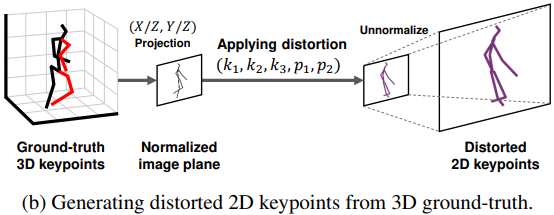 (X/Z, Y/Z)
Projection
Applying distortion
(k₁, k₂, k₃, p₁, p₂)
Unnormalize
Ground-truth
3D keypoints
Normalized
image plane
Distorted
2D keypoints
(b) Generating distorted 2D keypoints from 3D ground-truth.